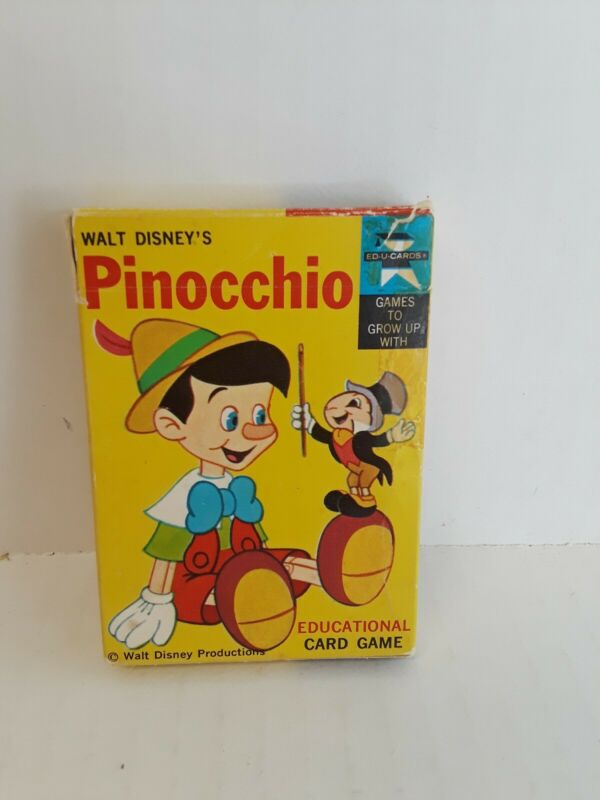 WALT DISNEY'S
Pinocchio
ED-U-CARDS®
GAMES
TO
GROW UP
WITH
EDUCATIONAL
CARD GAME
© Walt Disney Productions